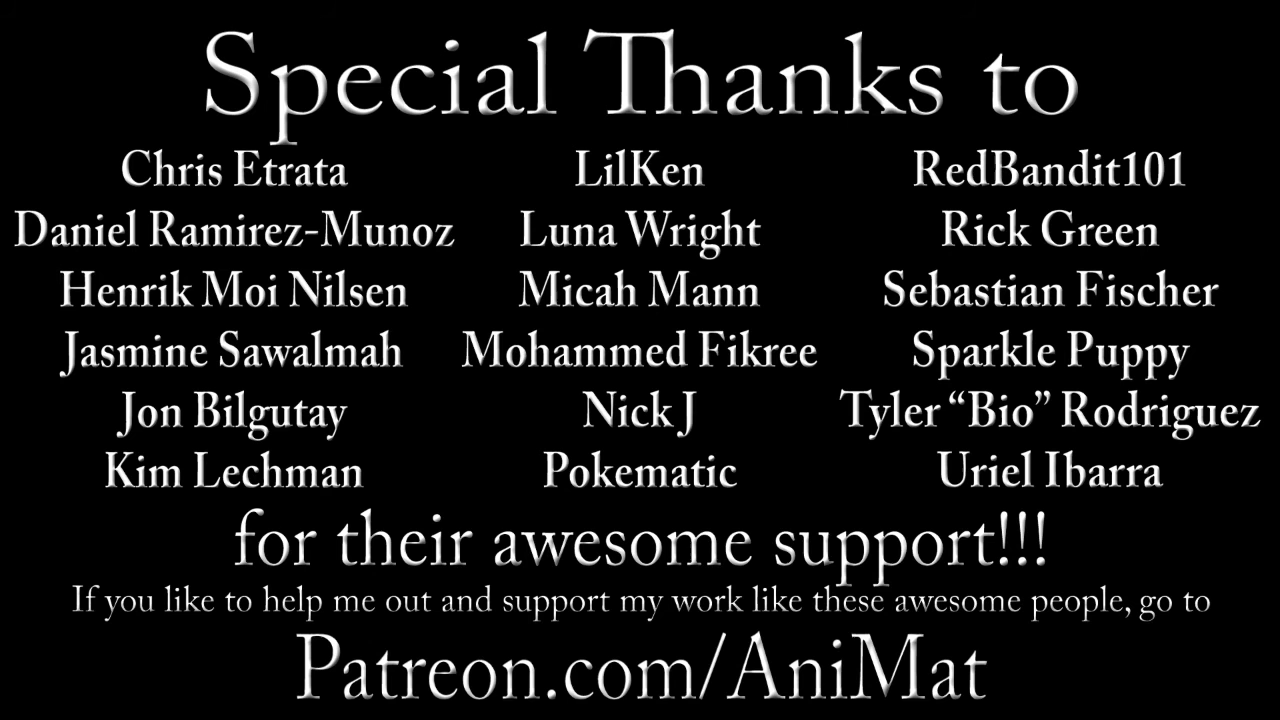 Special Thanks to
Chris Etrata LilKen RedBandit101
Daniel Ramirez-Munoz Luna Wright Rick Green
Henrik Moi Nilsen Micah Mann Sebastian Fischer
Jasmine Sawalmah Mohammed Fikree Sparkle Puppy
Jon Bilgutay Nick J Tyler “Bio” Rodriguez
Kim Lechman Pokematic Uriel Ibarra
for their awesome support!!!
If you like to help me out and support my work like these awesome people, go to
Patreon.com/AniMat